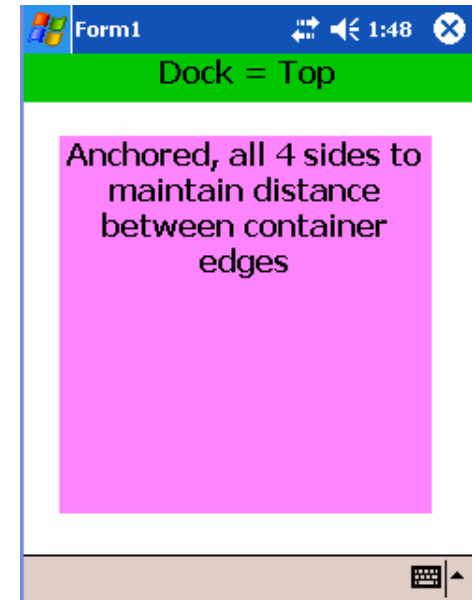 Form1 1:48
Dock = Top
Anchored, all 4 sides to
maintain distance
between container
edges